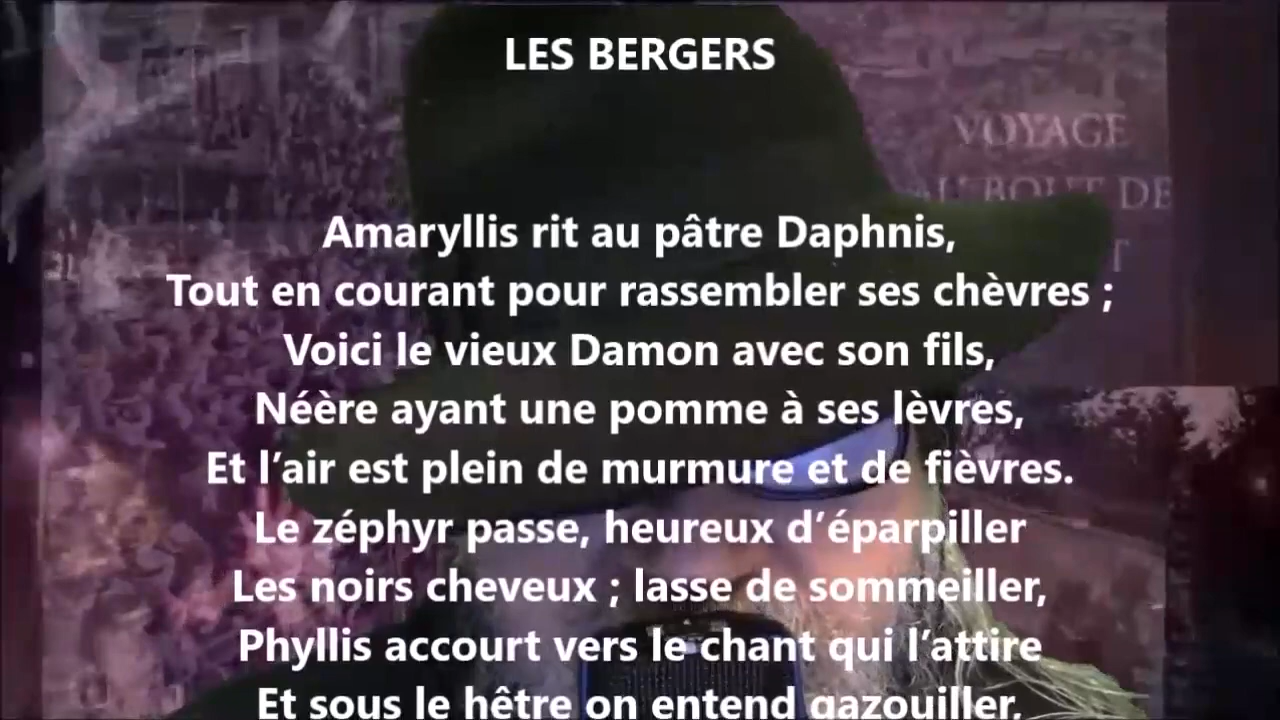 LES BERGERS
VOYAGE
AU BOUT DE
Amaryllis rit au pâtre Daphnis,
Tout en courant pour rassembler ses chèvres ;
Voici le vieux Damon avec son fils,
Néère ayant une pomme à ses lèvres,
Et l’air est plein de murmure et de fièvres.
Le zéphyr passe, heureux d’éparpiller
Les noirs cheveux ; lasse de sommeiller,
Phyllis accourt vers le chant qui l’attire
Et sous le hêtre on entend gazouiller,